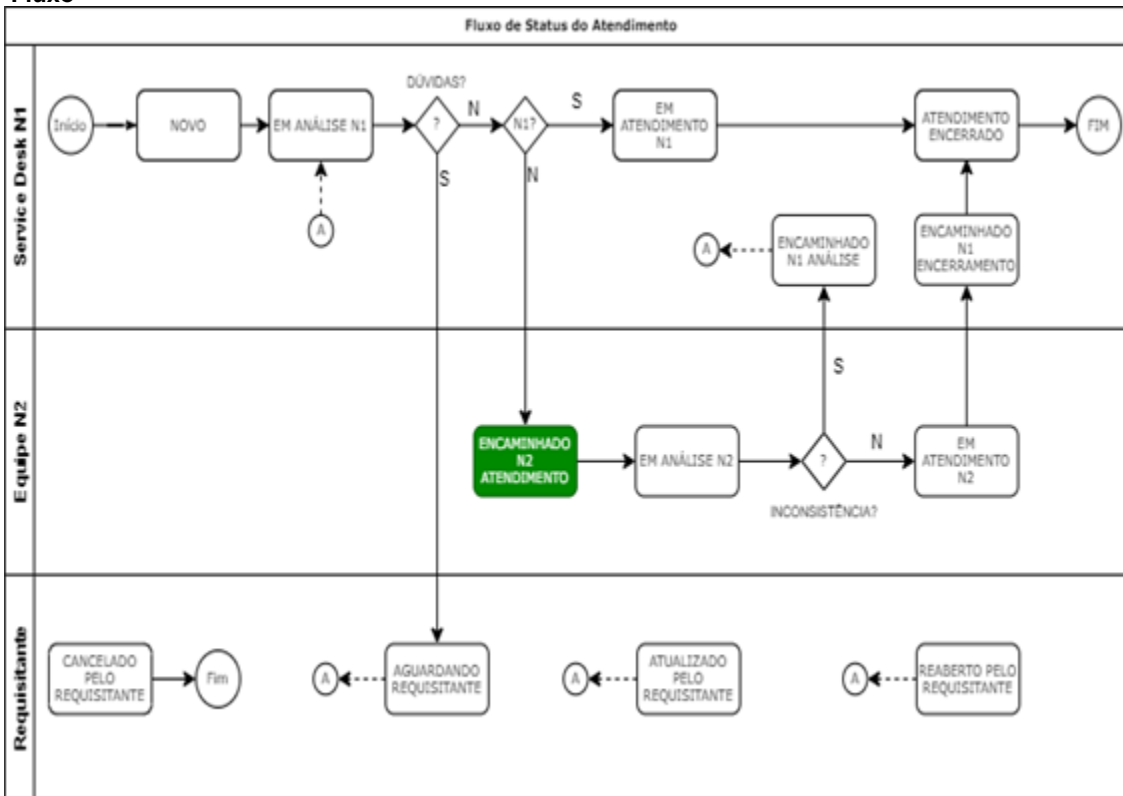 Fluxo
Fluxo de Status do Atendimento
Service Desk N1
Início
NOVO
EM ANÁLISE N1
DÚVIDAS?
?
N
S
N1?
S
N
EM
ATENDIMENTO
N1
ATENDIMENTO
ENCERRADO
FIM
A
A
ENCAMINHADO
N1 ANÁLISE
ENCAMINHADO
N1
ENCERRAMENTO
Equipe N2
ENCAMINHADO
N2
ATENDIMENTO
EM ANÁLISE N2
?
INCONSISTÊNCIA?
S
N
EM
ATENDIMENTO
N2
Requisitante
CANCELADO
PELO
REQUISITANTE
Fim
A
AGUARDANDO
REQUISITANTE
A
ATUALIZADO
PELO
REQUISITANTE
A
REABERTO PELO
REQUISITANTE